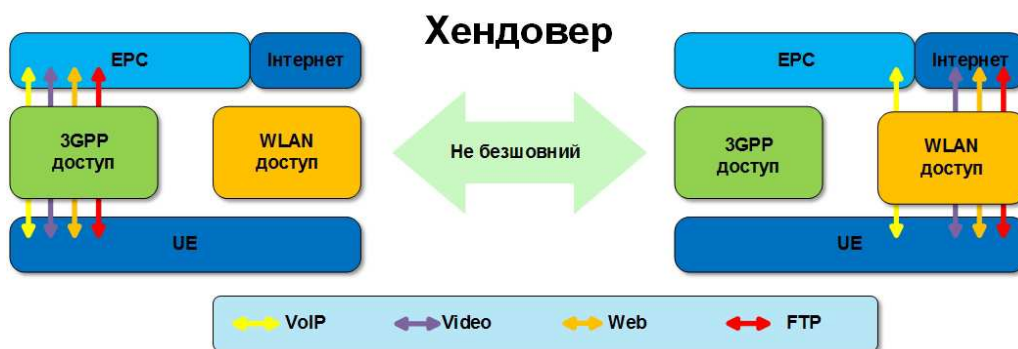 Хендовер
EPC
Інтернет
3GPP
доступ
WLAN
доступ
UE
Не безшовний
EPC
Інтернет
3GPP
доступ
WLAN
доступ
UE
VoIP
Video
Web
FTP